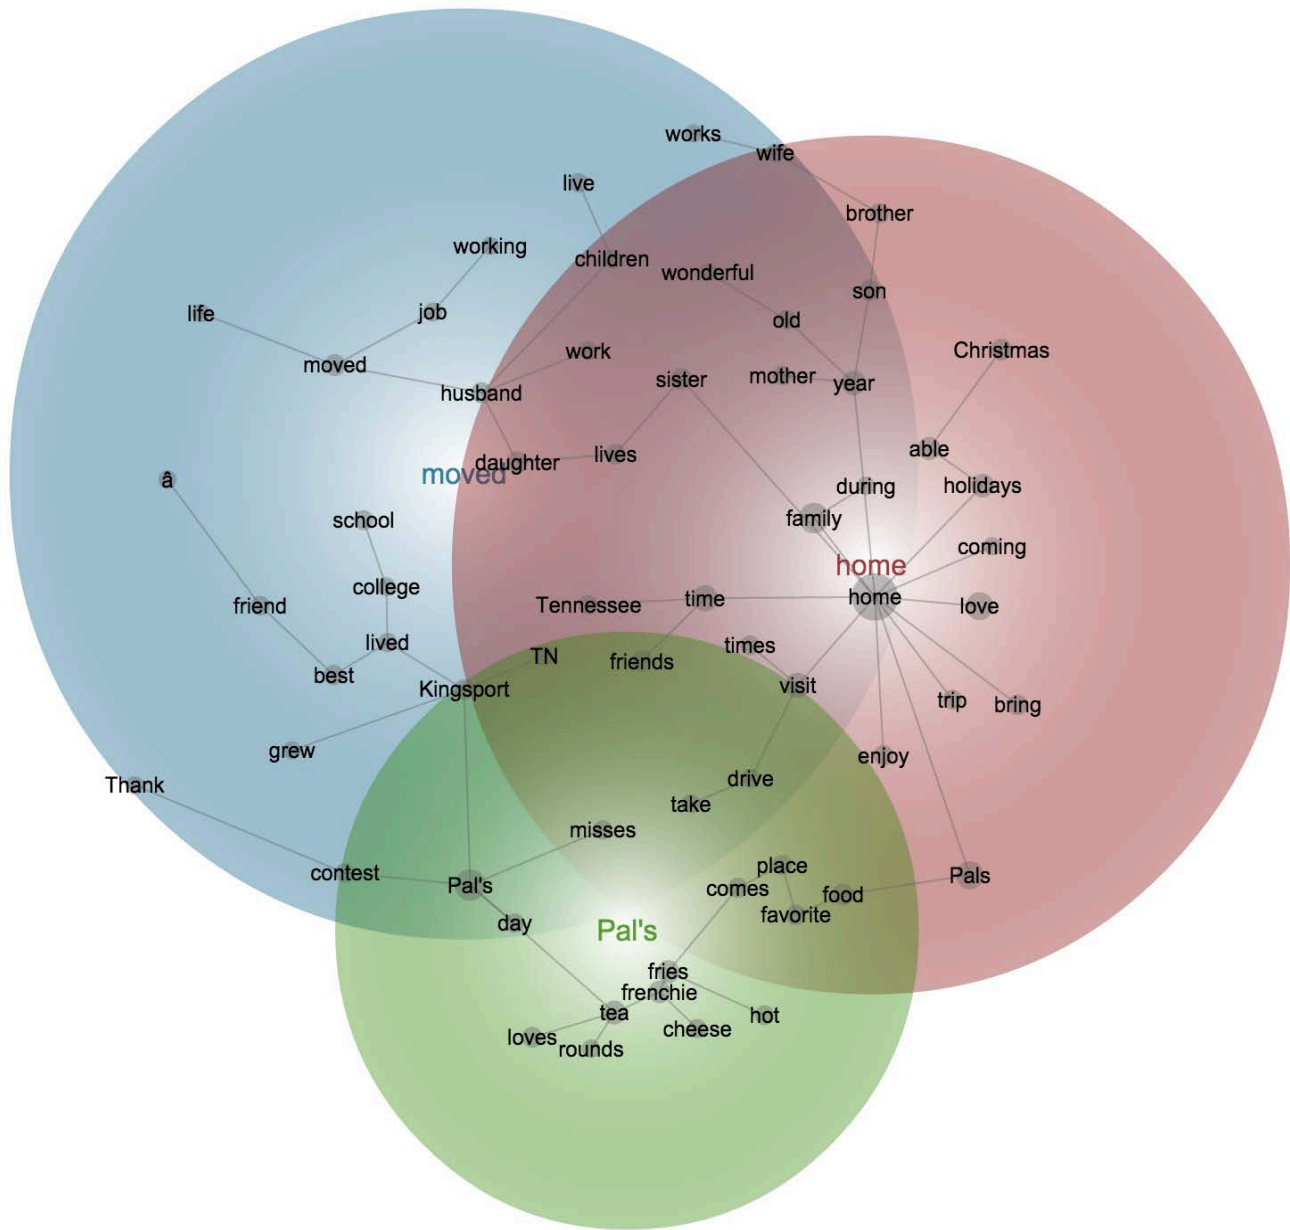 works
wife
live
brother
working
children
wonderful
son
life
job
old
Christmas
moved
work
sister
mother
year
husband
able
lives
daughter
moved
â
during
holidays
school
family
coming
home
college
home
love
friend
Tennessee
time
lived
times
TN
friends
best
visit
Kingsport
trip
bring
grew
enjoy
drive
Thank
take
misses
place
contest
Pals
Pal's
comes
food
favorite
day
Pal's
fries
frenchie
tea
hot
cheese
loves
rounds